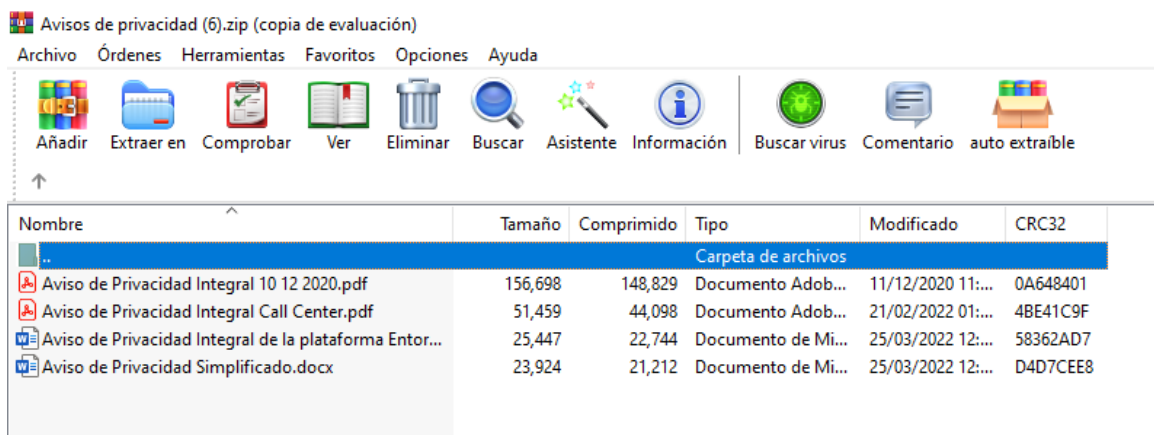 Avisos de privacidad (6).zip (copia de evaluación)
Archivo Órdenes Herramientas Favoritos Opciones Ayuda
Añadir Extraer en Comprobar Ver Eliminar Buscar Asistente Información Buscar virus Comentario auto extraíble
Nombre Tamaño Comprimido Tipo Modificado CRC32
.. Carpeta de archivos
Aviso de Privacidad Integral 10 12 2020.pdf 156,698 148,829 Documento Adob... 11/12/2020 11:... 0A648401
Aviso de Privacidad Integral Call Center.pdf 51,459 44,098 Documento Adob... 21/02/2022 01:... 4BE41C9F
Aviso de Privacidad Integral de la plataforma Entor... 25,447 22,744 Documento de Mi... 25/03/2022 12:... 58362AD7
Aviso de Privacidad Simplificado.docx 23,924 21,212 Documento de Mi... 25/03/2022 12:... D4D7CEE8